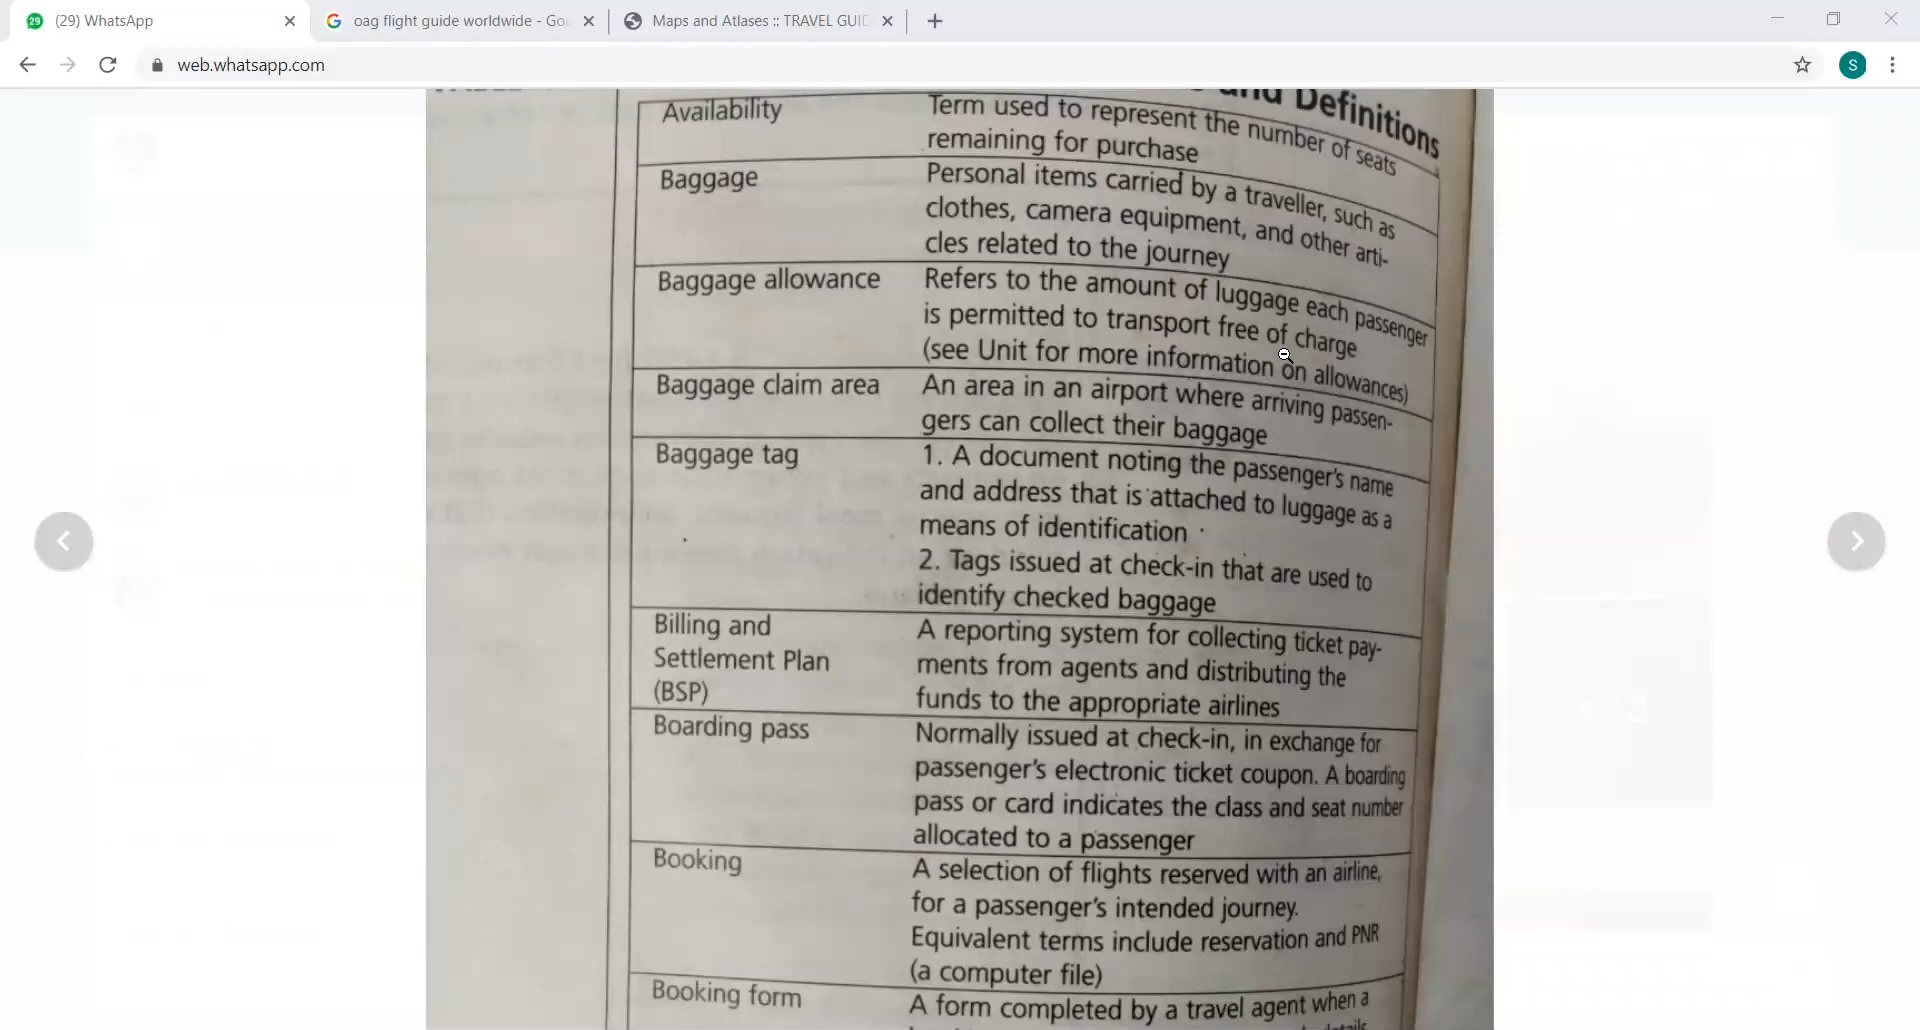 (29) WhatsApp
oag flight guide worldwide - Goo
Maps and Atlases :: TRAVEL GUID
web.whatsapp.com
S
and Definitions
Availability
Term used to represent the number of seats
remaining for purchase
Baggage
Personal items carried by a traveller, such as
clothes, camera equipment, and other arti-
cles related to the journey
Baggage allowance
Refers to the amount of luggage each passenger
is permitted to transport free of charge
(see Unit for more information on allowances)
Baggage claim area
An area in an airport where arriving passen-
gers can collect their baggage
Baggage tag
1. A document noting the passenger's name
and address that is attached to luggage as a
means of identification
2. Tags issued at check-in that are used to
identify checked baggage
Billing and
Settlement Plan
(BSP)
A reporting system for collecting ticket pay-
ments from agents and distributing the
funds to the appropriate airlines
Boarding pass
Normally issued at check-in, in exchange for
passenger's electronic ticket coupon. A boarding
pass or card indicates the class and seat number
allocated to a passenger
Booking
A selection of flights reserved with an airline,
for a passenger's intended journey.
Equivalent terms include reservation and PNR
(a computer file)
Booking form
A form completed by a travel agent when a